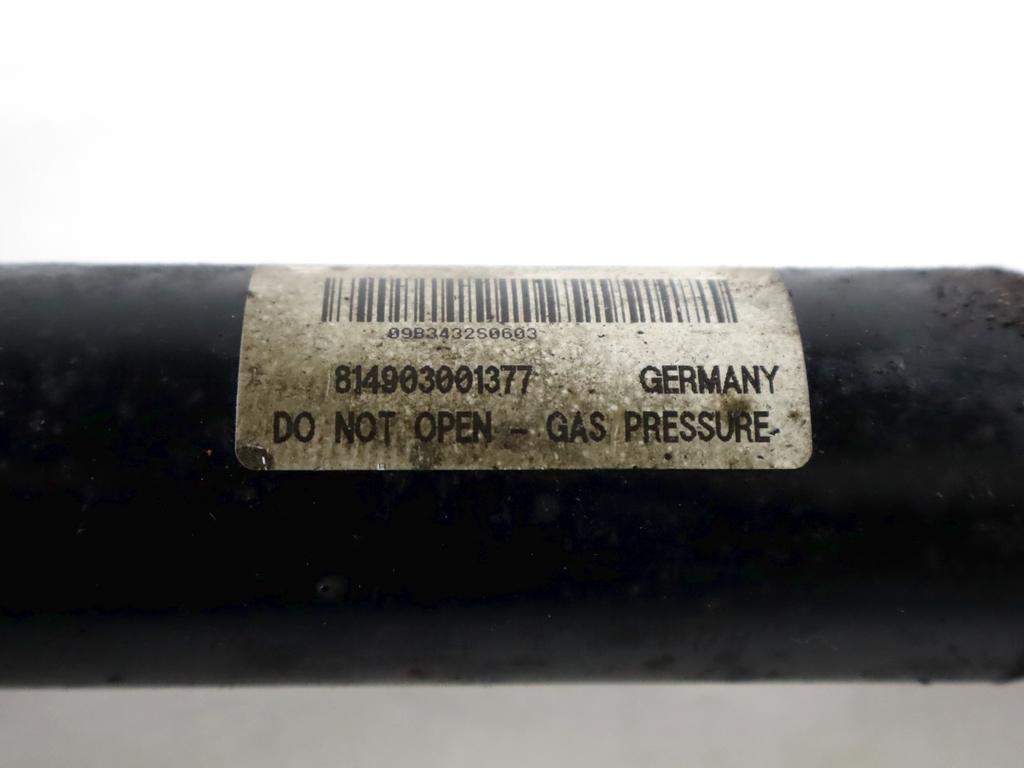 09B3432S0603
814903001377 GERMANY
DO NOT OPEN - GAS PRESSURE